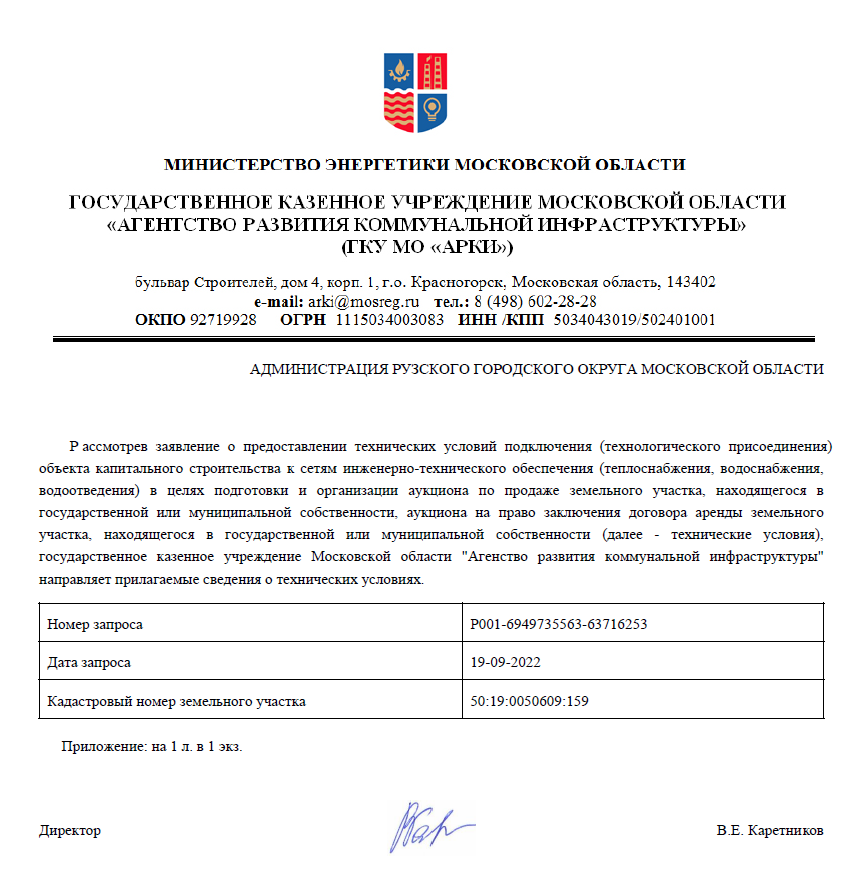 МИНИСТЕРСТВО ЭНЕРГЕТИКИ МОСКОВСКОЙ ОБЛАСТИ
ГОСУДАРСТВЕННОЕ КАЗЕННОЕ УЧРЕЖДЕНИЕ МОСКОВСКОЙ ОБЛАСТИ
«АГЕНТСТВО РАЗВИТИЯ КОММУНАЛЬНОЙ ИНФРАСТРУКТУРЫ»
(ГКУ МО «АРКИ»)
бульвар Строителей, дом 4, корп. 1, г.о. Красногорск, Московская область, 143402
e-mail: arki@mosreg.ru тел.: 8 (498) 602-28-28
ОКПО 92719928 ОГРН 1115034003083 ИНН /КПП 5034043019/502401001
АДМИНИСТРАЦИЯ РУЗСКОГО ГОРОДСКОГО ОКРУГА МОСКОВСКОЙ ОБЛАСТИ
Р ассмотрев заявление о предоставлении технических условий подключения (технологического присоединения)
объекта капитального строительства к сетям инженерно-технического обеспечения (теплоснабжения, водоснабжения,
водоотведения) в целях подготовки и организации аукциона по продаже земельного участка, находящегося в
государственной или муниципальной собственности, аукциона на право заключения договора аренды земельного
участка, находящегося в государственной или муниципальной собственности (далее - технические условия),
государственное казенное учреждение Московской области "Агенство развития коммунальной инфраструктуры"
направляет прилагаемые сведения о технических условиях.
Номер запроса P001-6949735563-63716253
Дата запроса 19-09-2022
Кадастровый номер земельного участка 50:19:0050609:159
Приложение: на 1 л. в 1 экз.
Директор В.Е. Каретников